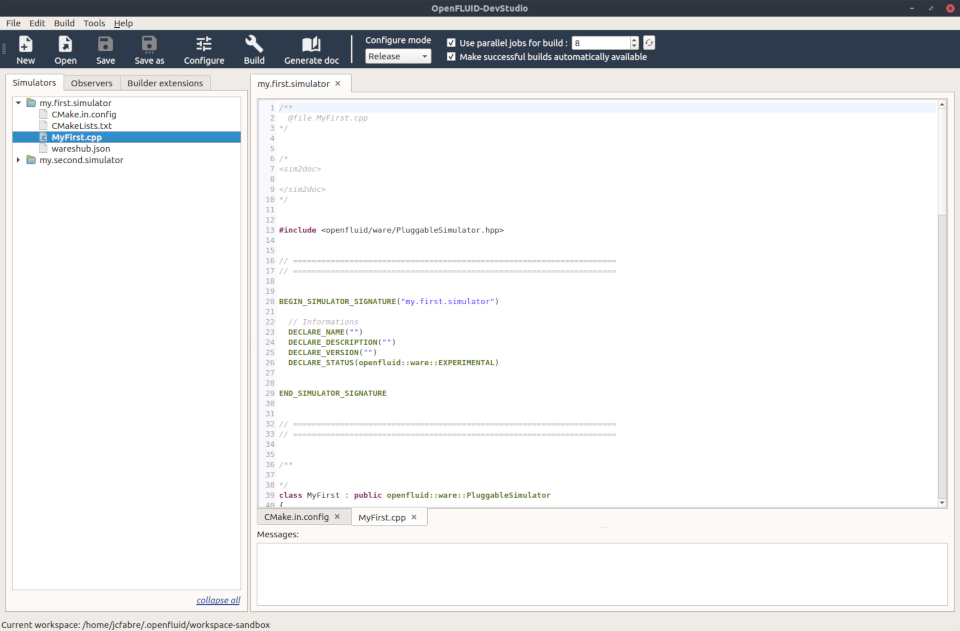 OpenFLUID-DevStudio
File Edit Build Tools Help
New Open Save Save as Configure Build Generate doc
Configure mode
Release
Use parallel jobs for build : 8
Make successful builds automatically available
Simulators Observers Builder extensions
my.first.simulator
CMake.in.config
CMakeLists.txt
MyFirst.cpp
wareshub.json
my.second.simulator
collapse all
my.first.simulator
1 /**
2 @file MyFirst.cpp
3 */
4
5
6 /*
7 <sim2doc>
8
9 </sim2doc>
10 */
11
12
13 #include <openfluid/ware/PluggableSimulator.hpp>
14
15
16 // =====================================================================
17 // =====================================================================
18
19
20 BEGIN_SIMULATOR_SIGNATURE("my.first.simulator")
21
22 // Informations
23 DECLARE_NAME("")
24 DECLARE_DESCRIPTION("")
25 DECLARE_VERSION("")
26 DECLARE_STATUS(openfluid::ware::EXPERIMENTAL)
27
28
29 END_SIMULATOR_SIGNATURE
30
31
32 // =====================================================================
33 // =====================================================================
34
35
36 /**
37
38 */
39 class MyFirst : public openfluid::ware::PluggableSimulator
40 {
CMake.in.config MyFirst.cpp
Messages:
Current workspace: /home/jcfabre/.openfluid/workspace-sandbox